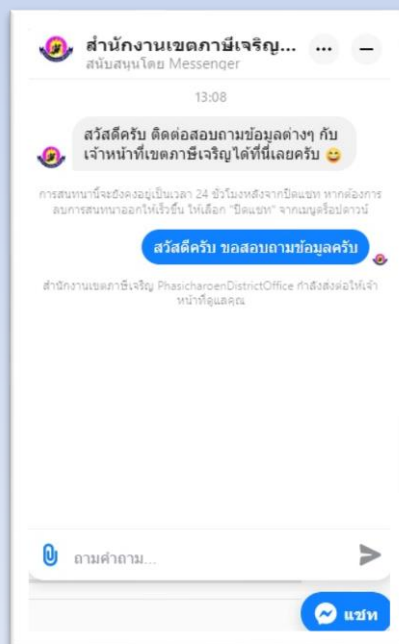 สำนักงานเขตภาษีเจริญ...
สนับสนุนโดย Messenger
13:08
สวัสดีครับ ติดต่อสอบถามข้อมูลต่างๆ กับ
เจ้าหน้าที่เขตภาษีเจริญได้ที่นี่เลยครับ 😄
การสนทนานี้จะยังคงอยู่เป็นเวลา 24 ชั่วโมงหลังจากปิดแชท หากต้องการ
ลบการสนทนาออกให้เร็วขึ้น ให้เลือก "ปิดแชท" จากเมนูดร็อปดาวน์
สวัสดีครับ ขอสอบถามข้อมูลครับ
สำนักงานเขตภาษีเจริญ PhasicharoenDistrictOffice กำลังส่งต่อให้เจ้า
หน้าที่ดูแลคุณ
ถามคำถาม...
แชท